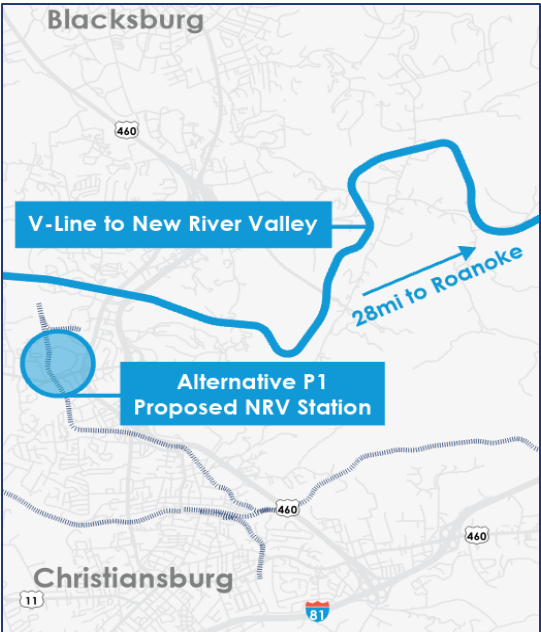 Blacksburg
460
V-Line to New River Valley
28mi to Roanoke
Alternative P1
Proposed NRV Station
460
460
Christiansburg
11
81